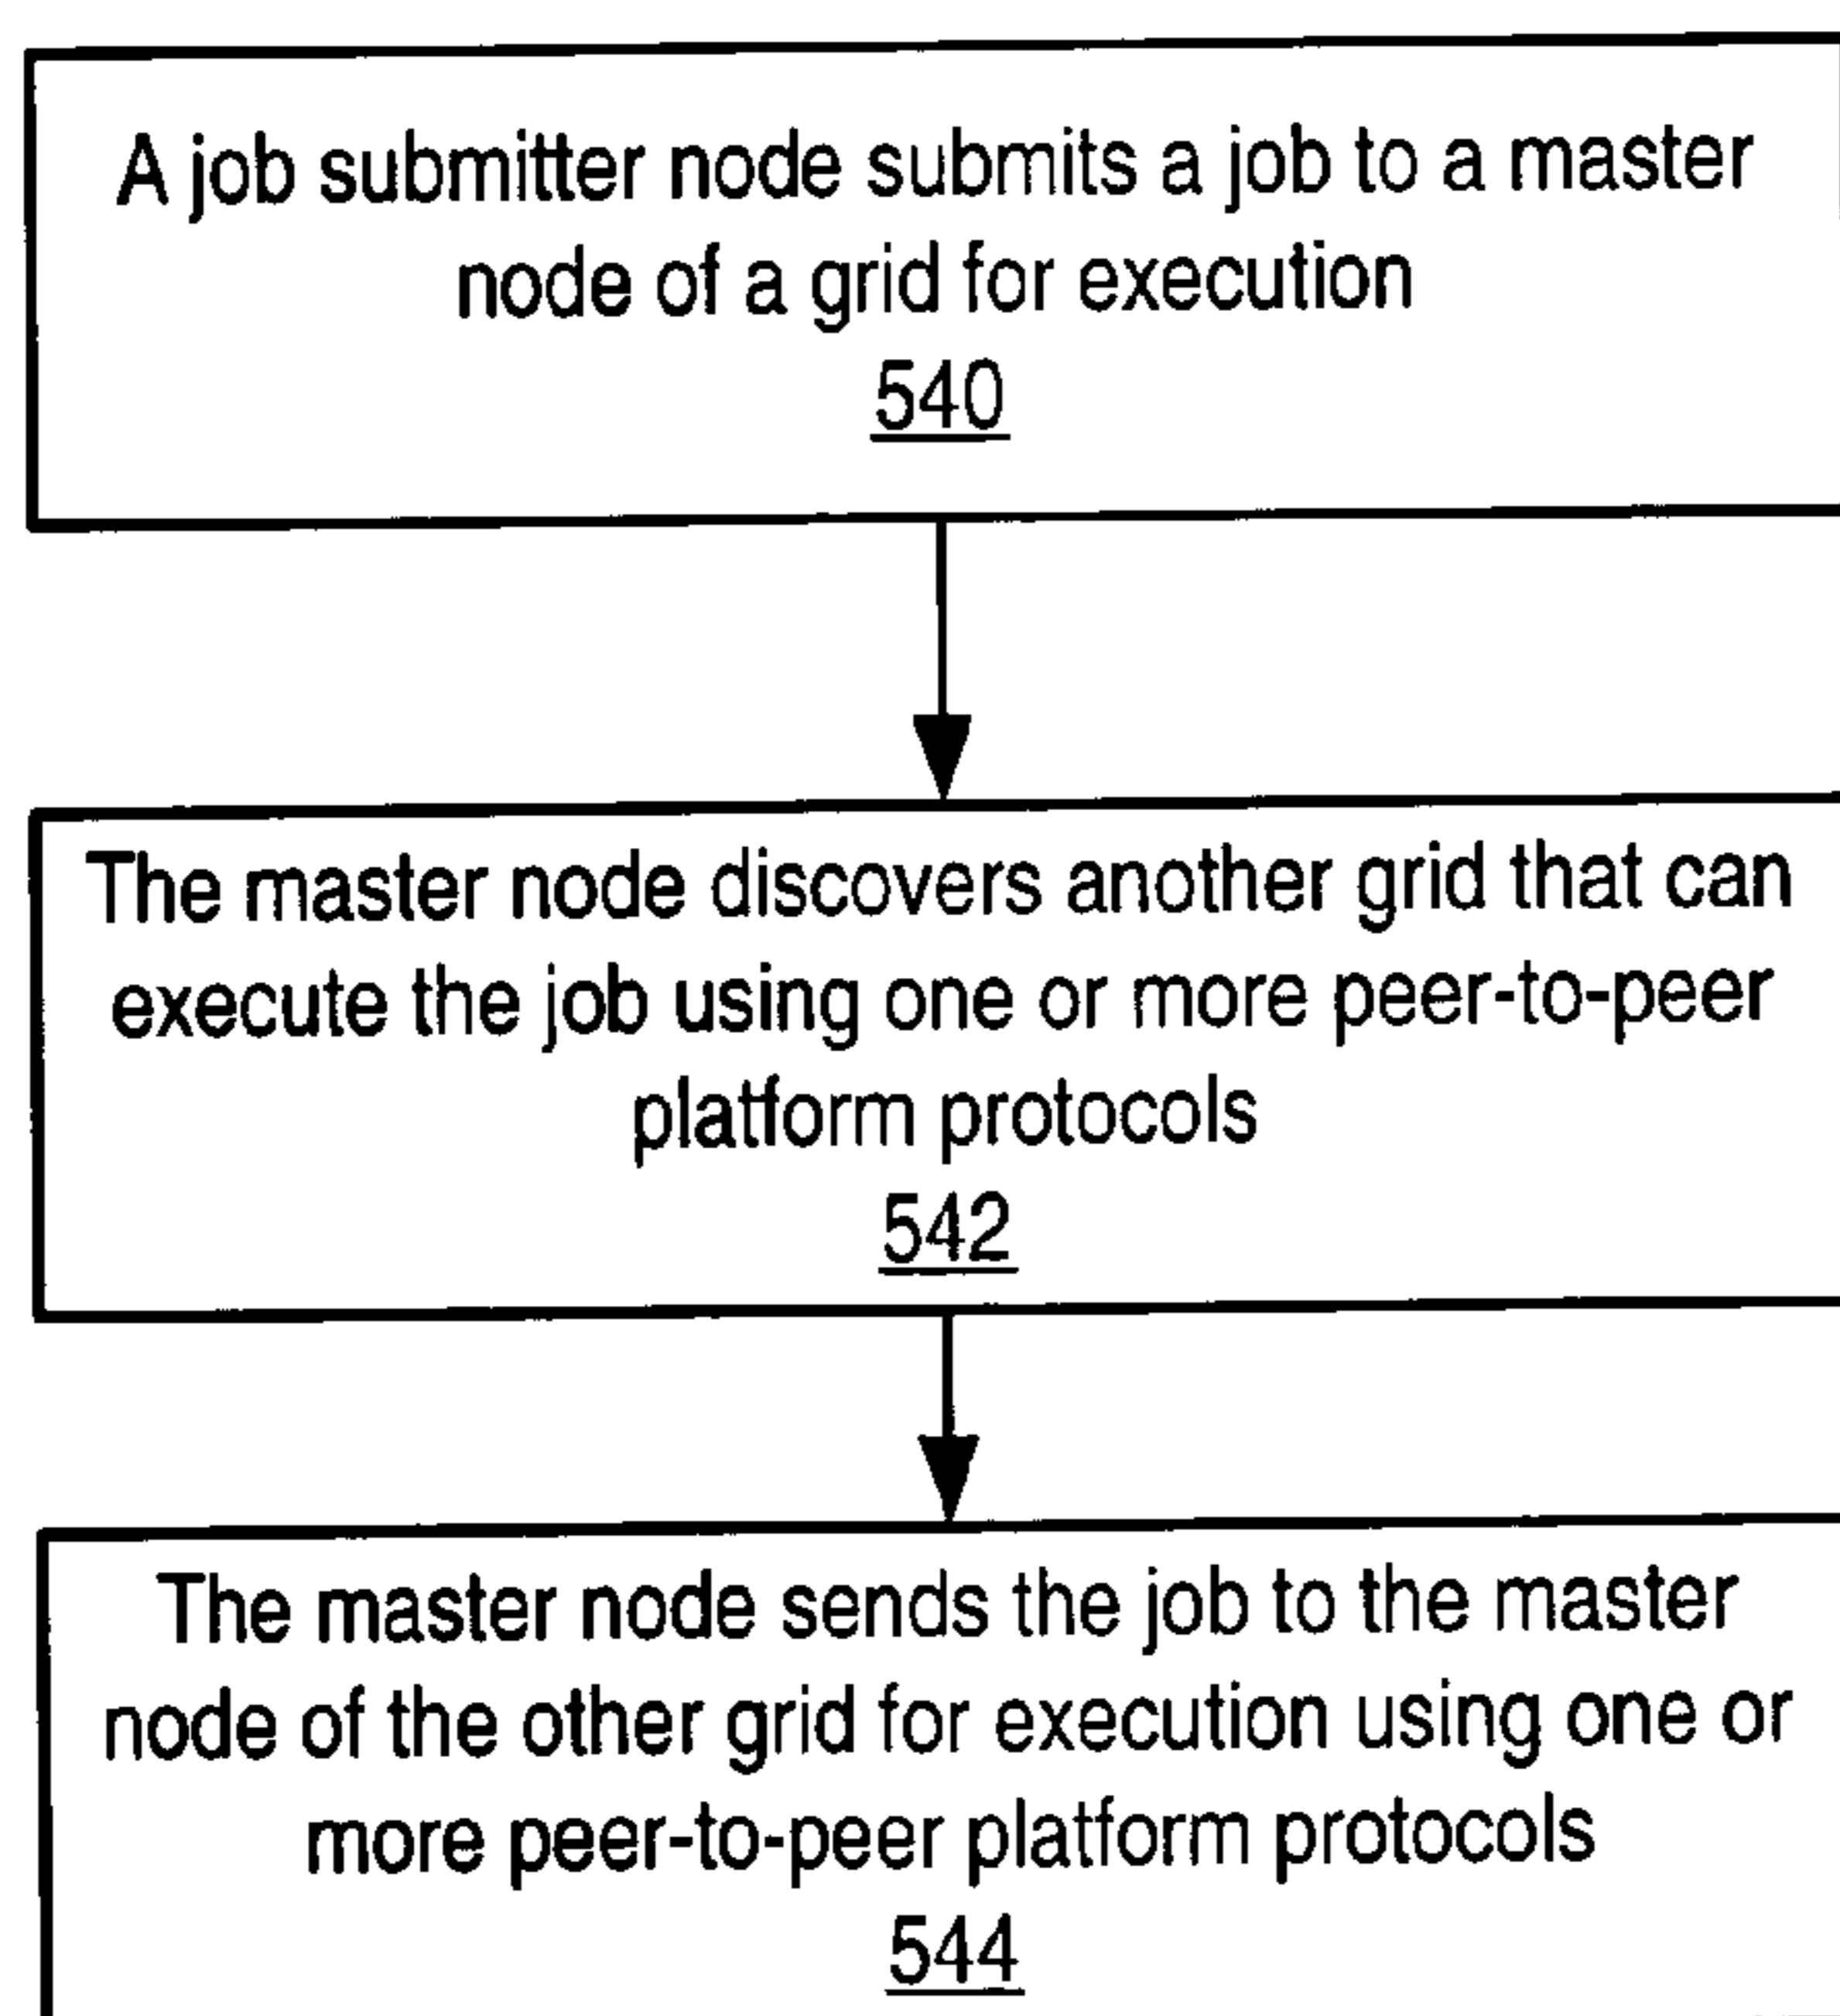 A job submitter node submits a job to a master
node of a grid for execution
540
The master node discovers another grid that can
execute the job using one or more peer-to-peer
platform protocols
542
The master node sends the job to the master
node of the other grid for execution using one or
more peer-to-peer platform protocols
544